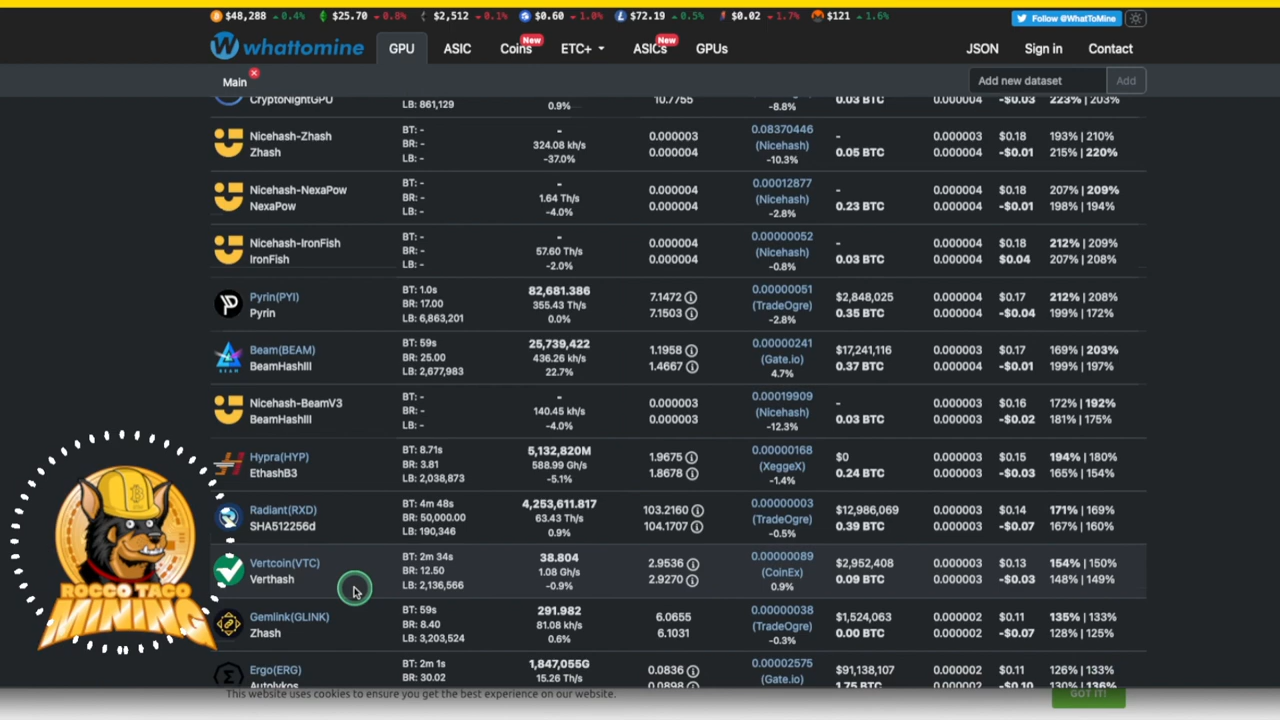 $48,288 0.4% $25.70 -0.8% $2,512 -0.1% $0.60 -1.0% $72.19 0.5% $0.02 -1.7% $121 1.6% Follow @WhatToMine
whattomine GPU ASIC Coins New ETC+ ASICs New GPUs JSON Sign in Contact
Main Add new dataset Add
CryptoNightGPU LB: 861,129 0.9% 10.7755 -8.8% 0.03 BTC 0.000004 -$0.03 223% | 203%
Nicehash-Zhash BT: - - 0.000003 0.08370446 - 0.000003 $0.18 193% | 210%
Zhash BR: - 324.08 kh/s 0.000004 (Nicehash) 0.05 BTC 0.000004 -$0.01 215% | 220%
LB: - -37.0% -10.3%
Nicehash-NexaPow BT: - - 0.000004 0.00012877 - 0.000004 $0.18 207% | 209%
NexaPow BR: - 1.64 Th/s 0.000004 (Nicehash) 0.23 BTC 0.000004 -$0.01 198% | 194%
LB: - -4.0% -2.8%
Nicehash-IronFish BT: - - 0.000004 0.00000052 - 0.000004 $0.18 212% | 209%
IronFish BR: - 57.60 Th/s 0.000004 (Nicehash) 0.03 BTC 0.000004 $0.04 207% | 208%
LB: - -2.0% -0.8%
Pyrin(PYI) BT: 1.0s 82,681.386 7.1472 0.00000051 $2,848,025 0.000004 $0.17 212% | 208%
Pyrin BR: 17.00 355.43 Th/s 7.1503 (TradeOgre) 0.35 BTC 0.000004 -$0.04 199% | 172%
LB: 6,863,201 0.0% -2.8%
Beam(BEAM) BT: 59s 25,739,422 1.1958 0.00000241 $17,241,116 0.000003 $0.17 169% | 203%
BeamHashIII BR: 25.00 436.26 kh/s 1.4667 (Gate.io) 0.37 BTC 0.000004 -$0.01 199% | 197%
LB: 2,677,983 22.7% 4.7%
Nicehash-BeamV3 BT: - - 0.000003 0.00019909 - 0.000003 $0.16 172% | 192%
BeamHashIII BR: - 140.45 kh/s 0.000003 (Nicehash) 0.03 BTC 0.000003 -$0.02 181% | 175%
LB: - -4.0% -12.3%
Hypra(HYP) BT: 8.71s 5,132,820M 1.9675 0.00000168 $0 0.000003 $0.15 194% | 180%
EthashB3 BR: 3.81 588.99 Gh/s 1.8678 (XeggeX) 0.24 BTC 0.000003 -$0.03 165% | 154%
LB: 2,038,873 -5.1% -1.4%
Radiant(RXD) BT: 4m 48s 4,253,611.817 103.2160 0.00000003 $12,986,069 0.000003 $0.14 171% | 169%
SHA512256d BR: 50,000.00 63.43 Th/s 104.1707 (TradeOgre) 0.39 BTC 0.000003 -$0.07 167% | 160%
LB: 190,346 0.9% -0.5%
Vertcoin(VTC) BT: 2m 34s 38.804 2.9536 0.00000089 $2,952,408 0.000003 $0.13 154% | 150%
Verthash BR: 12.50 1.08 Gh/s 2.9270 (CoinEx) 0.09 BTC 0.000003 -$0.03 148% | 149%
LB: 2,136,566 -0.9% 0.9%
Gemlink(GLINK) BT: 59s 291.982 6.0655 0.00000038 $1,524,063 0.000002 $0.11 135% | 133%
Zhash BR: 8.40 81.08 kh/s 6.1031 (TradeOgre) 0.00 BTC 0.000002 -$0.07 128% | 125%
LB: 3,203,524 0.6% -0.3%
Ergo(ERG) BT: 2m 1s 1,847,055G 0.0836 0.00002575 $91,138,107 0.000002 $0.11 126% | 133%
Autolykos BR: 30.02 15.26 Th/s 0.0898 (Gate.io) 1.75 BTC 0.000002 -$0.10 130% | 136%
This website uses cookies to ensure you get the best experience on our website. GOT IT!
ROCCO TACO
MINING